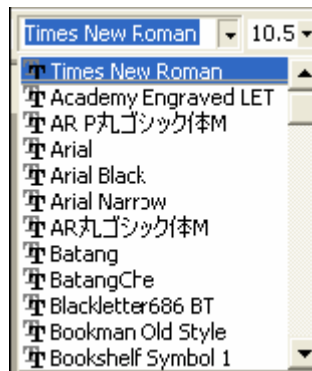 Times New Roman 10.5
Times New Roman
Academy Engraved LET
AR P丸ゴシック体M
Arial
Arial Black
Arial Narrow
AR丸ゴシック体M
Batang
BatangChe
Blackletter686 BT
Bookman Old Style
Bookshelf Symbol 1